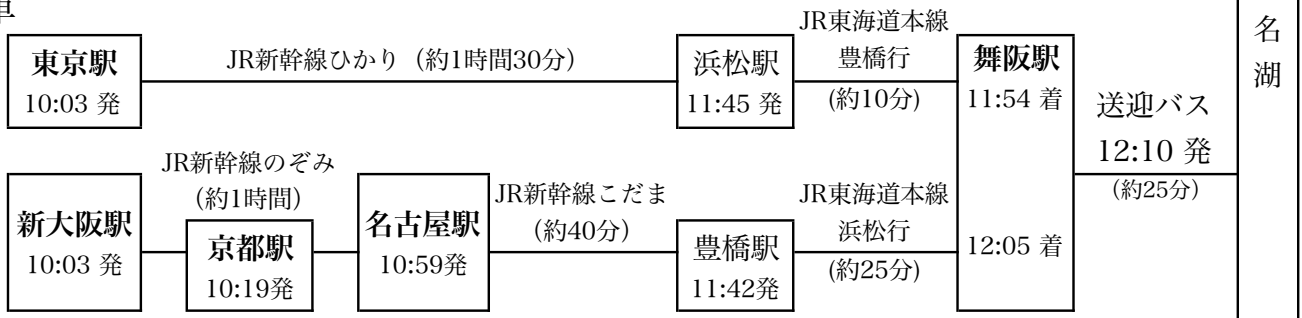 東京駅
10:03 発
JR新幹線ひかり（約1時間30分）
浜松駅
11:45 発
JR東海道本線
豊橋行
(約10分)
舞阪駅
11:54 着
12:05 着
新大阪駅
10:03 発
JR新幹線のぞみ
(約1時間)
京都駅
10:19発
名古屋駅
10:59発
JR新幹線こだま
(約40分)
豊橋駅
11:42発
JR東海道本線
浜松行
(約25分)
送迎バス
12:10 発
(約25分)
名
湖